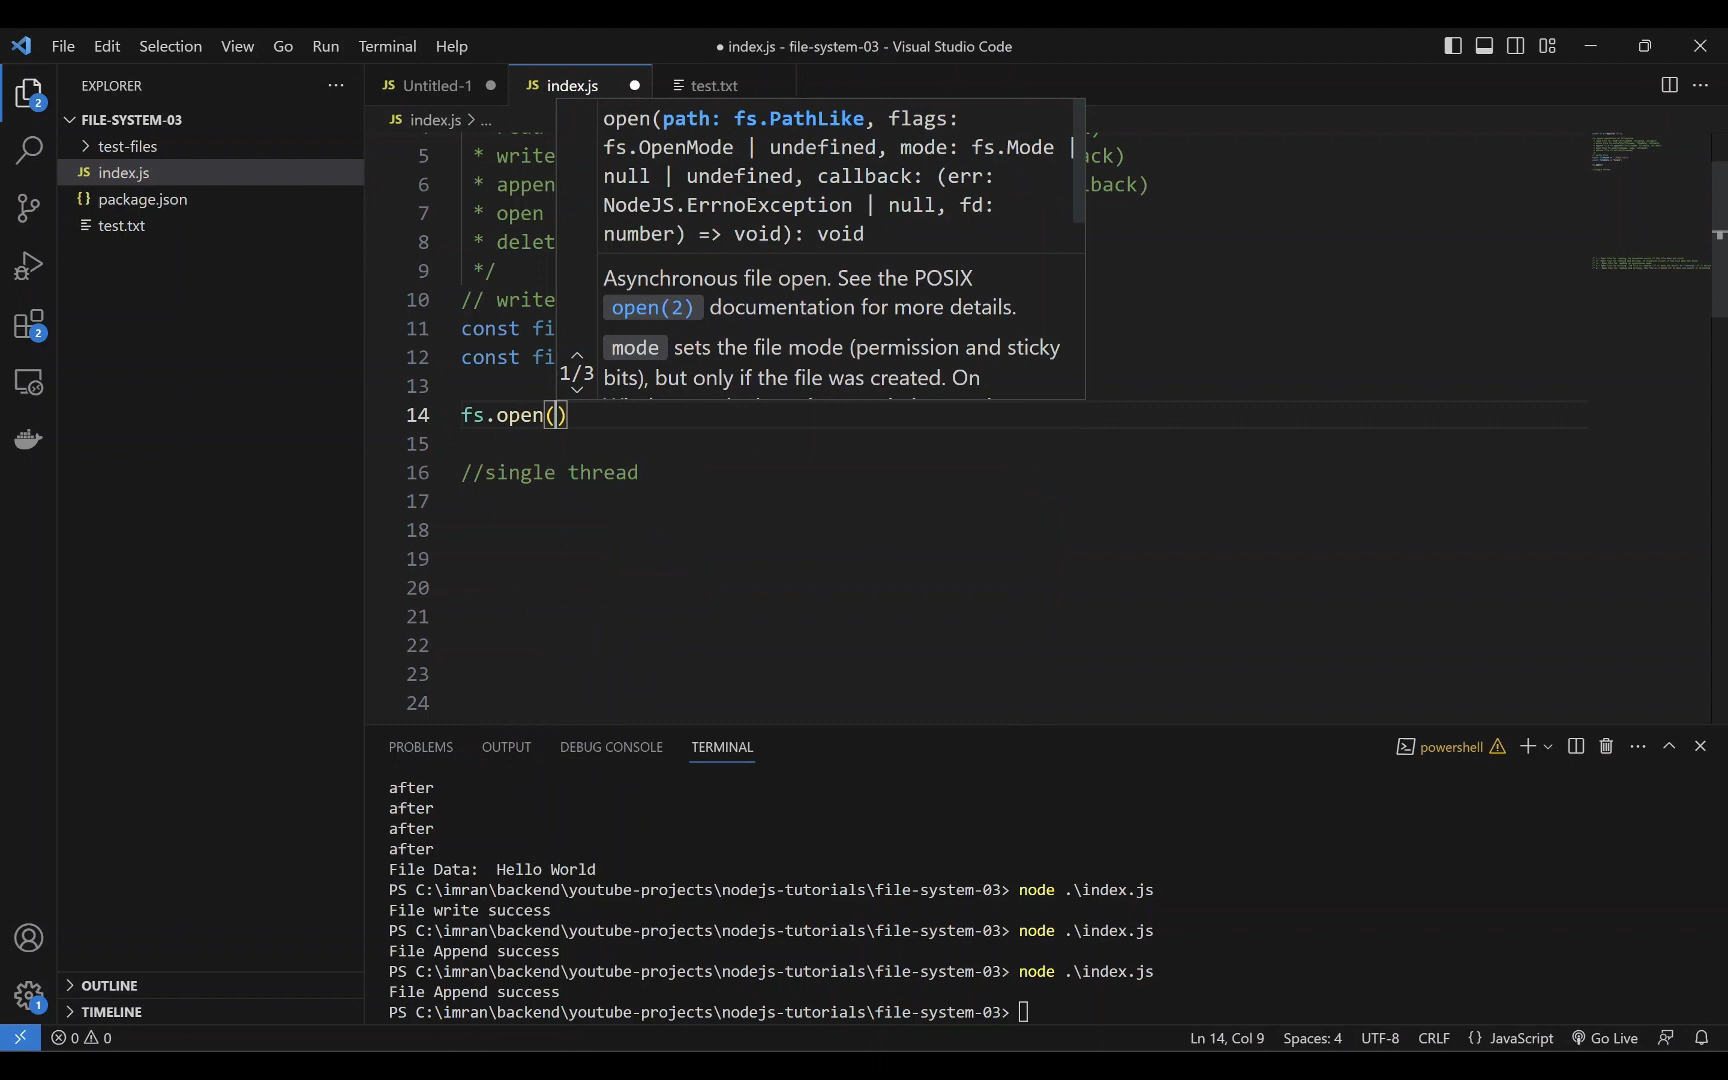 File Edit Selection View Go Run Terminal Help
● index.js - file-system-03 - Visual Studio Code
EXPLORER
FILE-SYSTEM-03
test-files
JS index.js
{} package.json
test.txt
2
2
1
OUTLINE
TIMELINE
JS Untitled-1
JS index.js
test.txt
JS index.js > ...
5 * write
6 * appen
7 * open
8 * delet
9 */
10 // write
11 const fi
12 const fi
13
14 fs.open()
15
16 //single thread
17
18
19
20
21
22
23
24
ack)
lback)
open(path: fs.PathLike, flags:
fs.OpenMode | undefined, mode: fs.Mode |
null | undefined, callback: (err:
NodeJS.ErrnoException | null, fd:
number) => void): void
Asynchronous file open. See the POSIX
open(2) documentation for more details.
mode sets the file mode (permission and sticky
bits), but only if the file was created. On
1/3
PROBLEMS OUTPUT DEBUG CONSOLE TERMINAL
powershell
after
after
after
after
File Data:  Hello World
PS C:\imran\backend\youtube-projects\nodejs-tutorials\file-system-03> node .\index.js
File write success
PS C:\imran\backend\youtube-projects\nodejs-tutorials\file-system-03> node .\index.js
File Append success
PS C:\imran\backend\youtube-projects\nodejs-tutorials\file-system-03> node .\index.js
File Append success
PS C:\imran\backend\youtube-projects\nodejs-tutorials\file-system-03>
0 0
Ln 14, Col 9 Spaces: 4 UTF-8 CRLF {} JavaScript Go Live